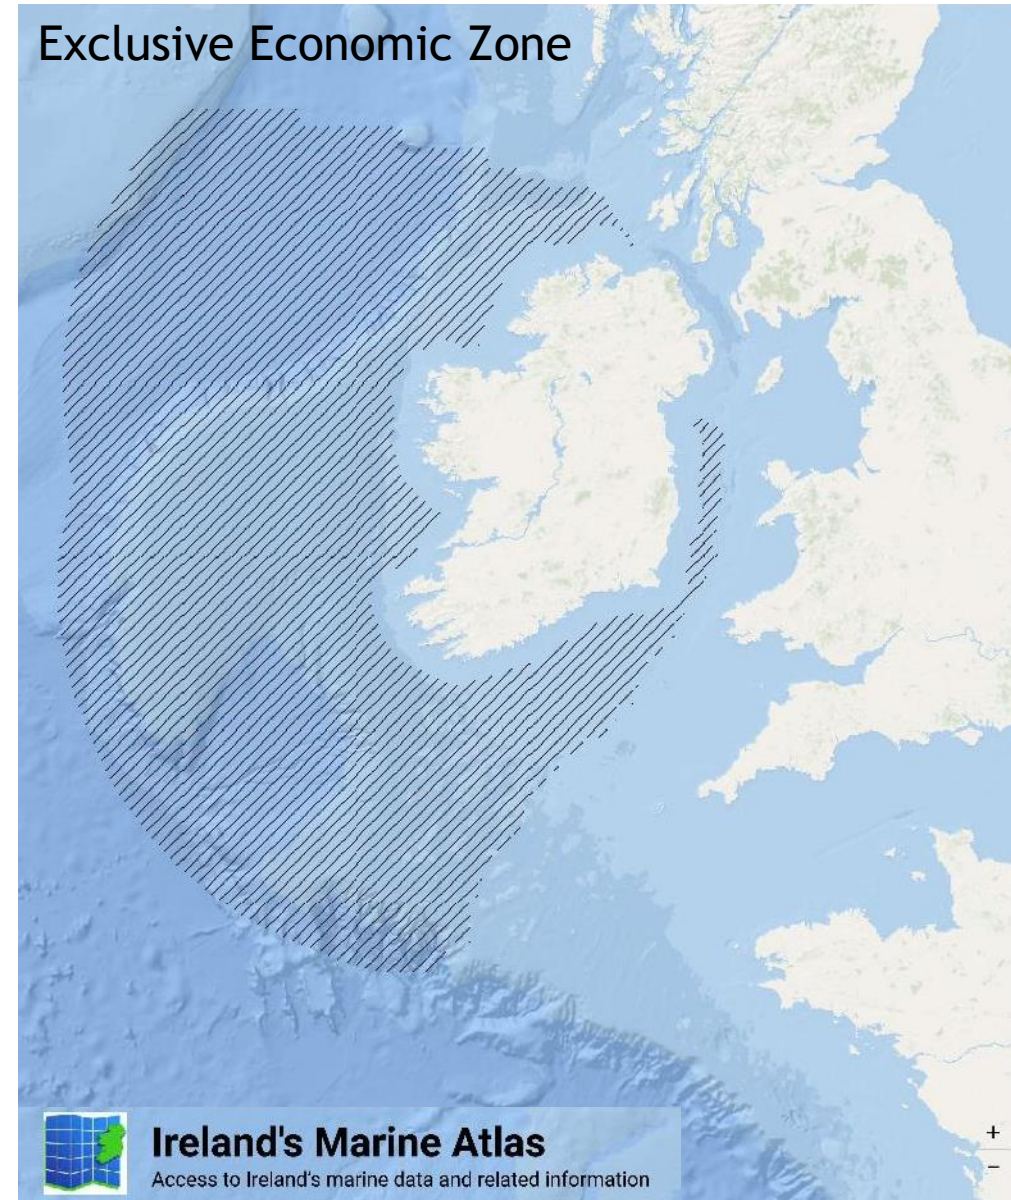 Exclusive Economic Zone
Ireland's Marine Atlas
Access to Ireland's marine data and related information
+
−